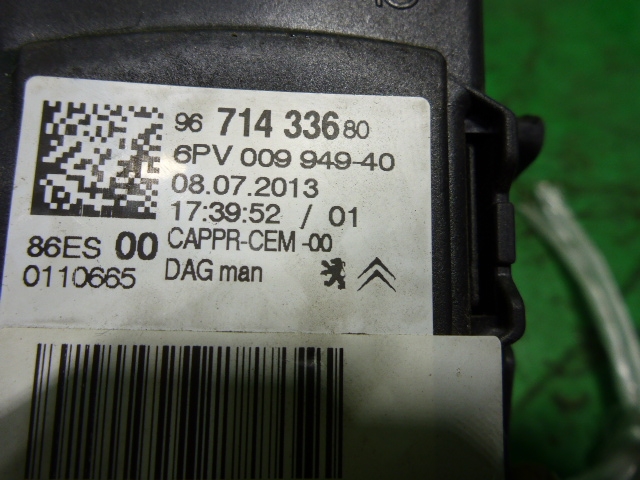 96 714 336 80
6PV 009 949-40
08.07.2013
17:39:52 / 01
86ES 00 CAPPR-CEM -00
0110665 DAG man